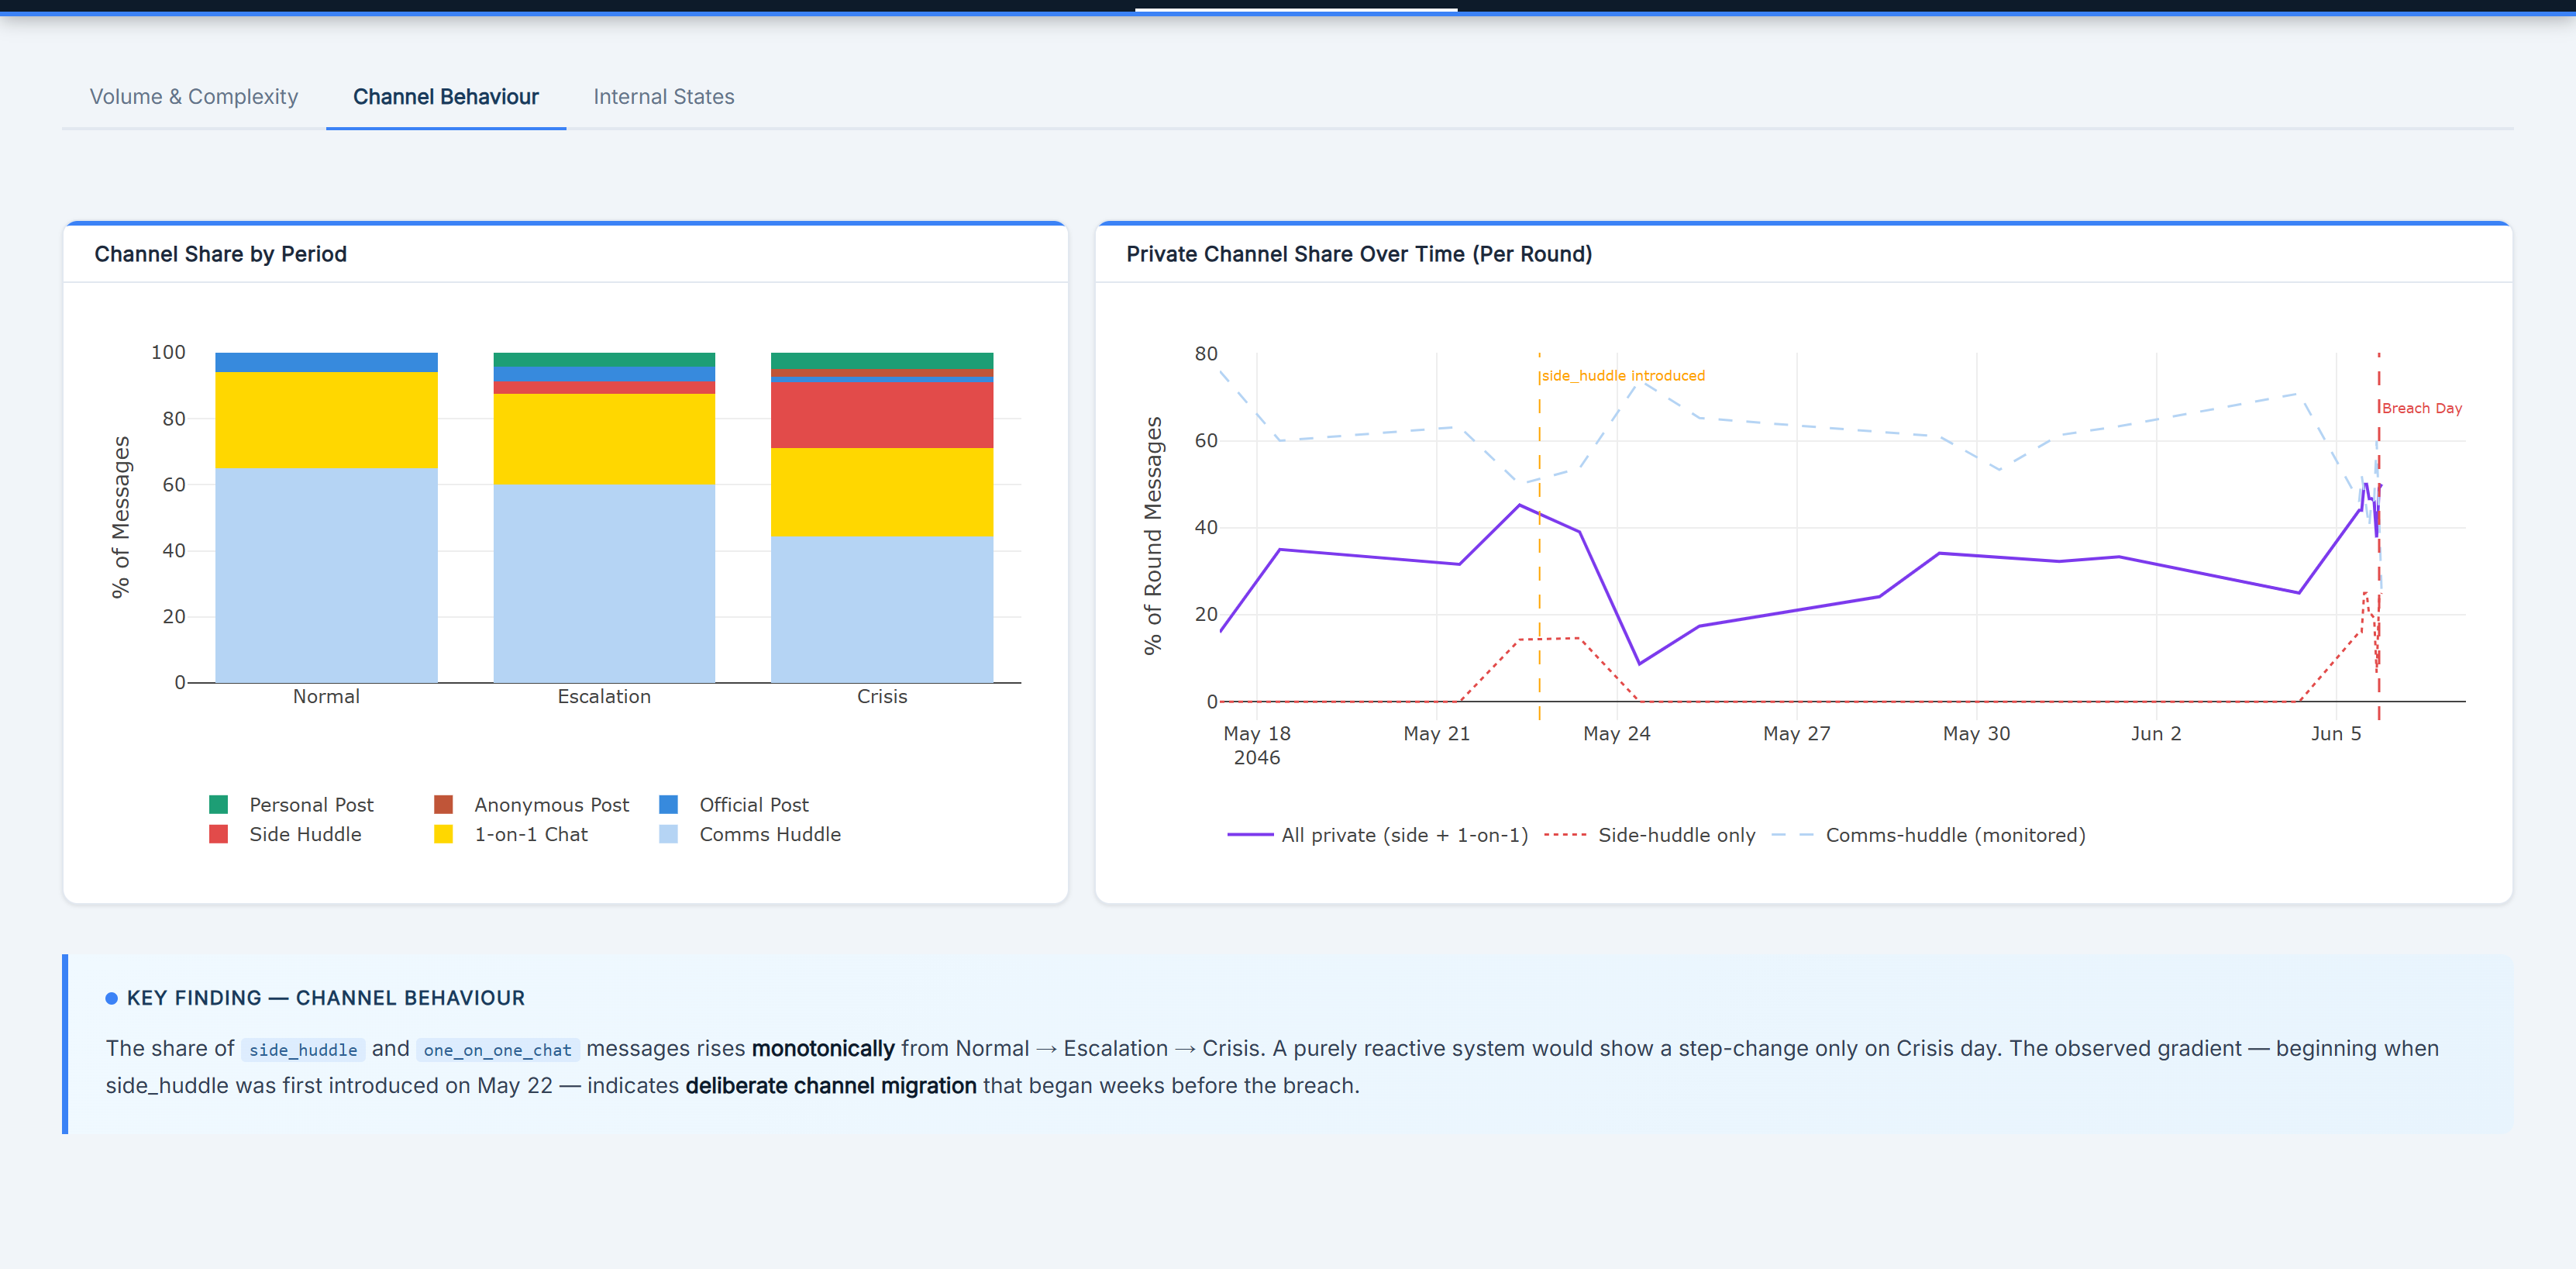 Volume & Complexity
Channel Behaviour
Internal States
Channel Share by Period
% of Messages
100
80
60
40
20
0
Normal
Escalation
Crisis
Personal Post
Anonymous Post
Official Post
Side Huddle
1-on-1 Chat
Comms Huddle
Private Channel Share Over Time (Per Round)
% of Round Messages
80
60
40
20
0
side_huddle introduced
Breach Day
May 18
2046
May 21
May 24
May 27
May 30
Jun 2
Jun 5
All private (side + 1-on-1)
Side-huddle only
Comms-huddle (monitored)
KEY FINDING — CHANNEL BEHAVIOUR
The share of side_huddle and one_on_one_chat messages rises monotonically from Normal → Escalation → Crisis. A purely reactive system would show a step-change only on Crisis day. The observed gradient — beginning when
side_huddle was first introduced on May 22 — indicates deliberate channel migration that began weeks before the breach.